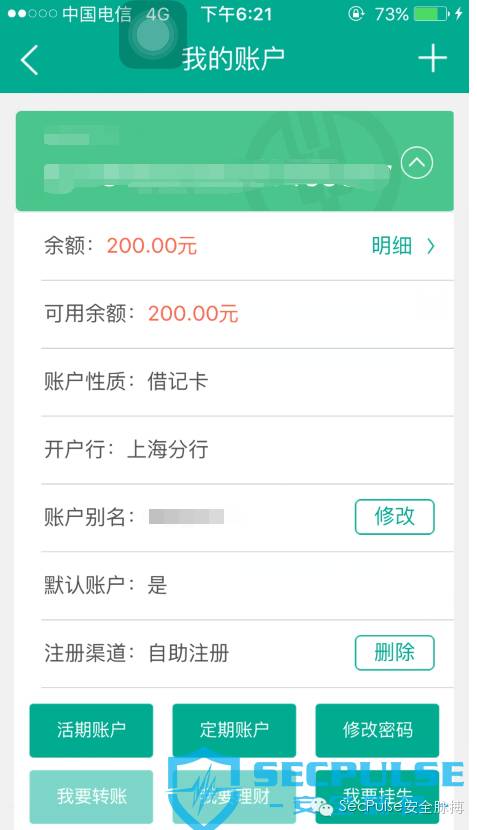 中国电信 4G 下午6:21 73%
我的账户
余额：200.00元 明细
可用余额：200.00元
账户性质：借记卡
开户行：上海分行
账户别名： 修改
默认账户：是
注册渠道：自助注册 删除
活期账户 定期账户 修改密码
SECPULSE
我要转账 我要理财 我要挂失
SecPulse安全脉搏